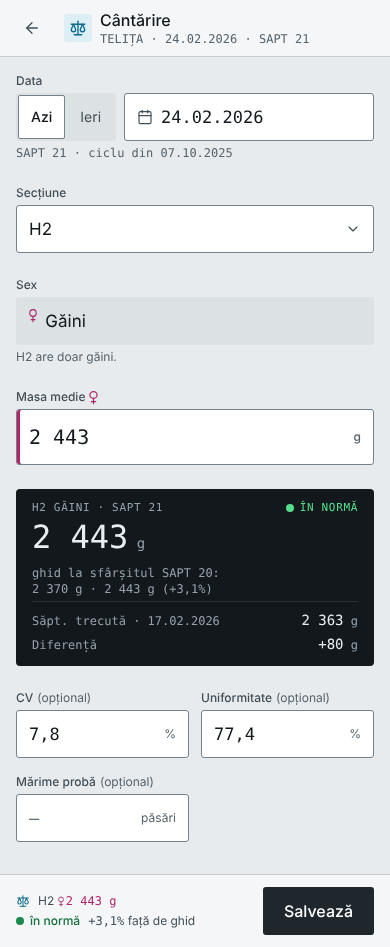 Cântărire
TELIȚA · 24.02.2026 · SAPT 21
Data
Azi Ieri 24.02.2026
SAPT 21 · ciclu din 07.10.2025
Secțiune
H2
Sex
♀ Găini
H2 are doar găini.
Masa medie ♀
2 443 g
H2 GĂINI · SAPT 21 ÎN NORMĂ
2 443 g
ghid la sfârșitul SAPT 20:
2 370 g · 2 443 g (+3,1%)
Săpt. trecută · 17.02.2026 2 363 g
Diferență +80 g
CV (opțional) Uniformitate (opțional)
7,8 % 77,4 %
Mărime probă (opțional)
— păsări
H2 ♀ 2 443 g
în normă +3,1% față de ghid
Salvează